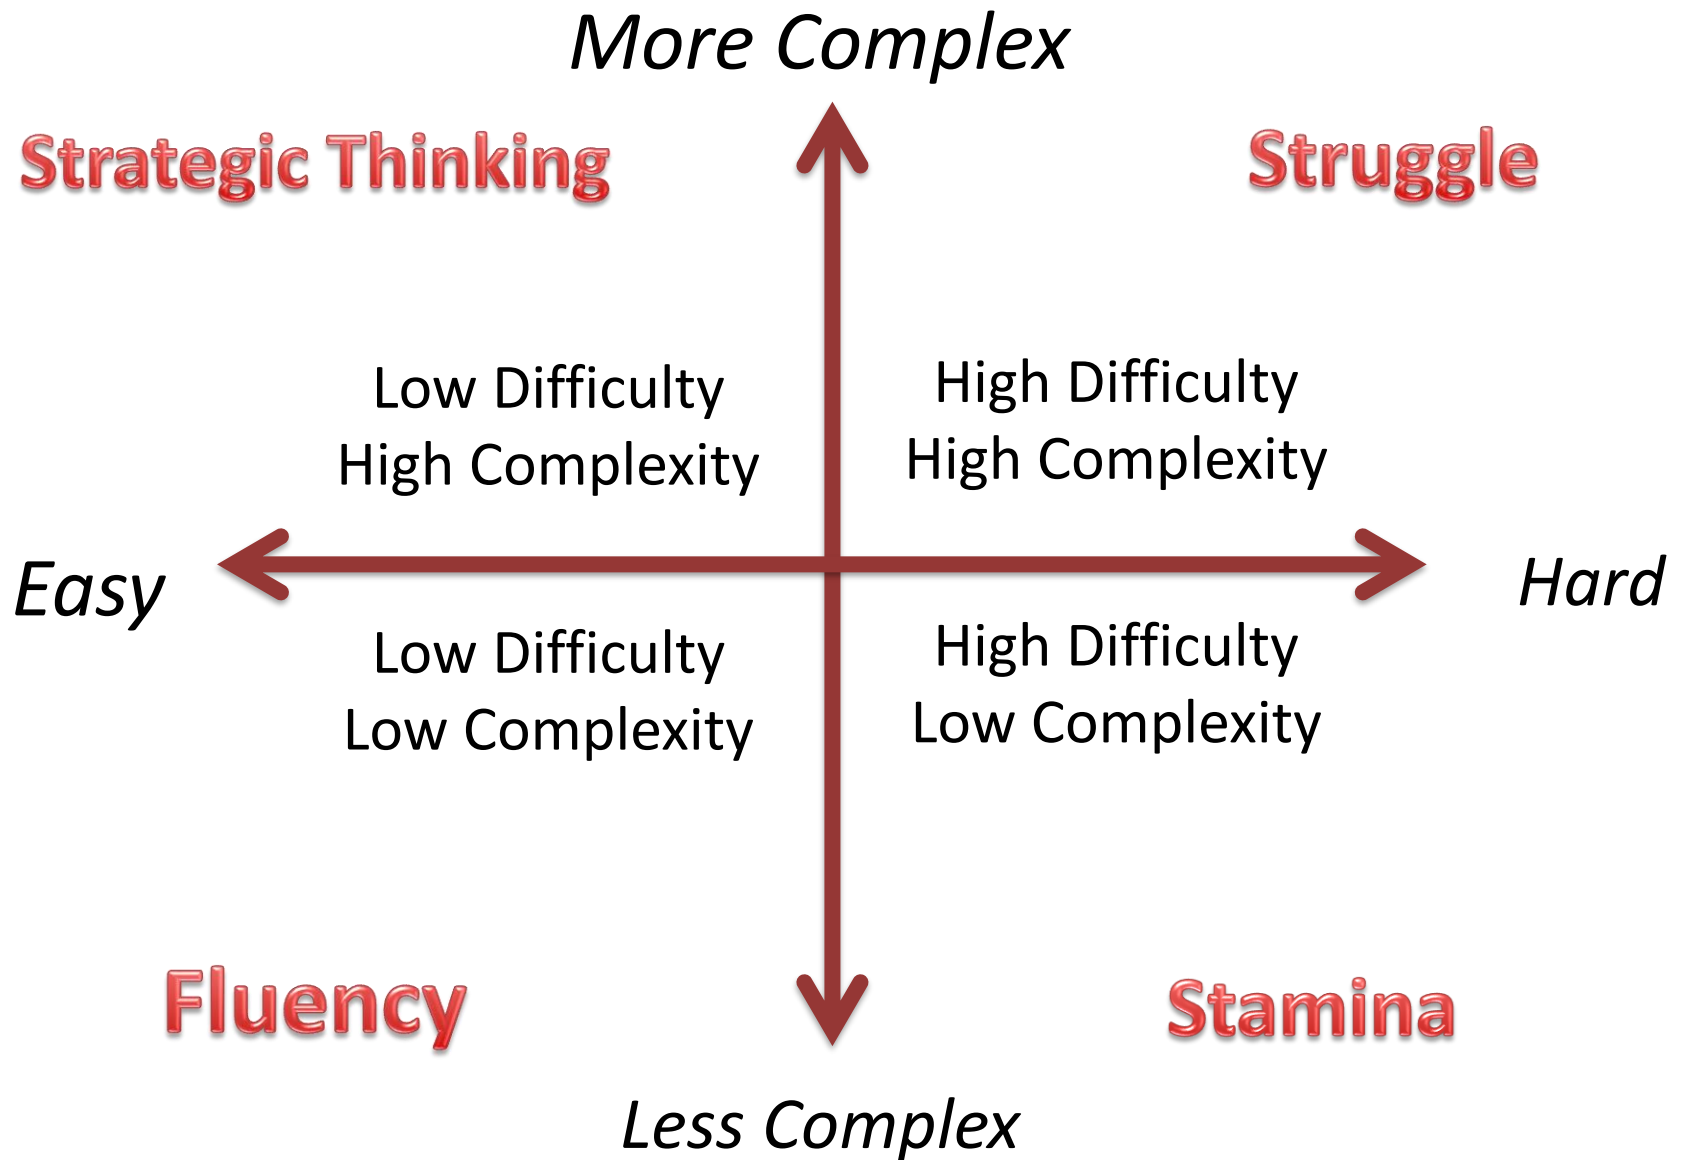 More Complex
Strategic Thinking
Struggle
Low Difficulty
High Complexity
High Difficulty
High Complexity
Easy
Hard
Low Difficulty
Low Complexity
High Difficulty
Low Complexity
Fluency
Stamina
Less Complex